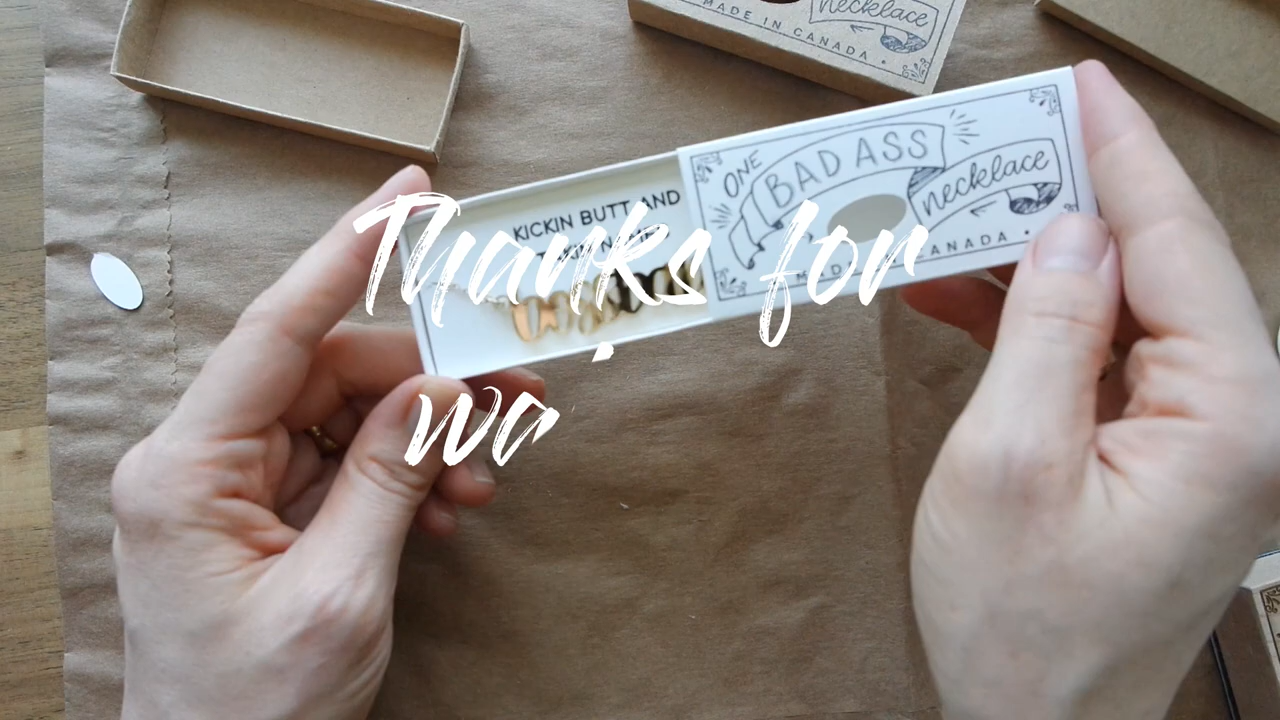 necklace
MADE IN CANADA
ONE
BAD ASS
necklace
CANADA
KICKIN BUTT AND
Thanks for
wa